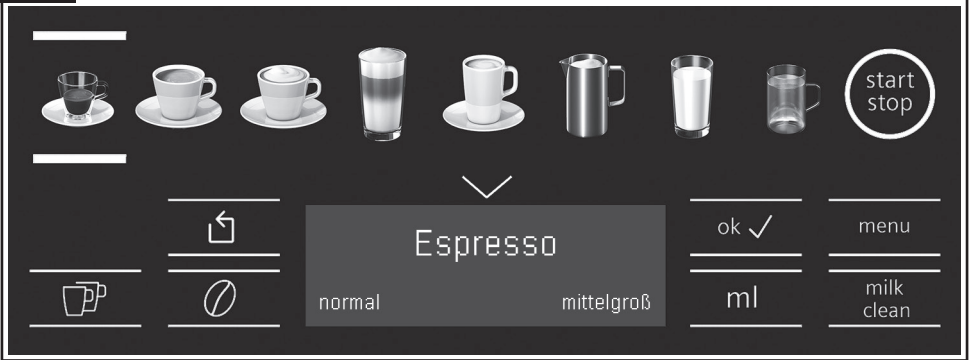 start
stop
Espresso
normal mittelgroß
ok
menu
ml
milk
clean